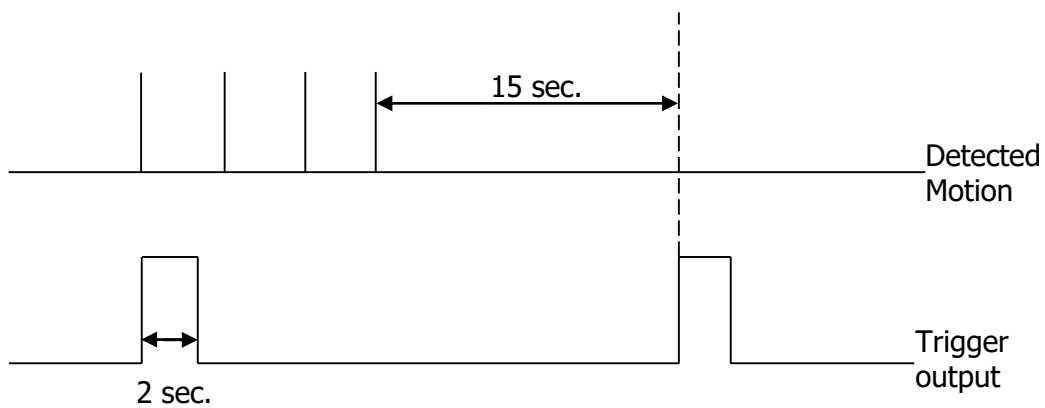 15 sec.
Detected
Motion
Trigger
output
2 sec.